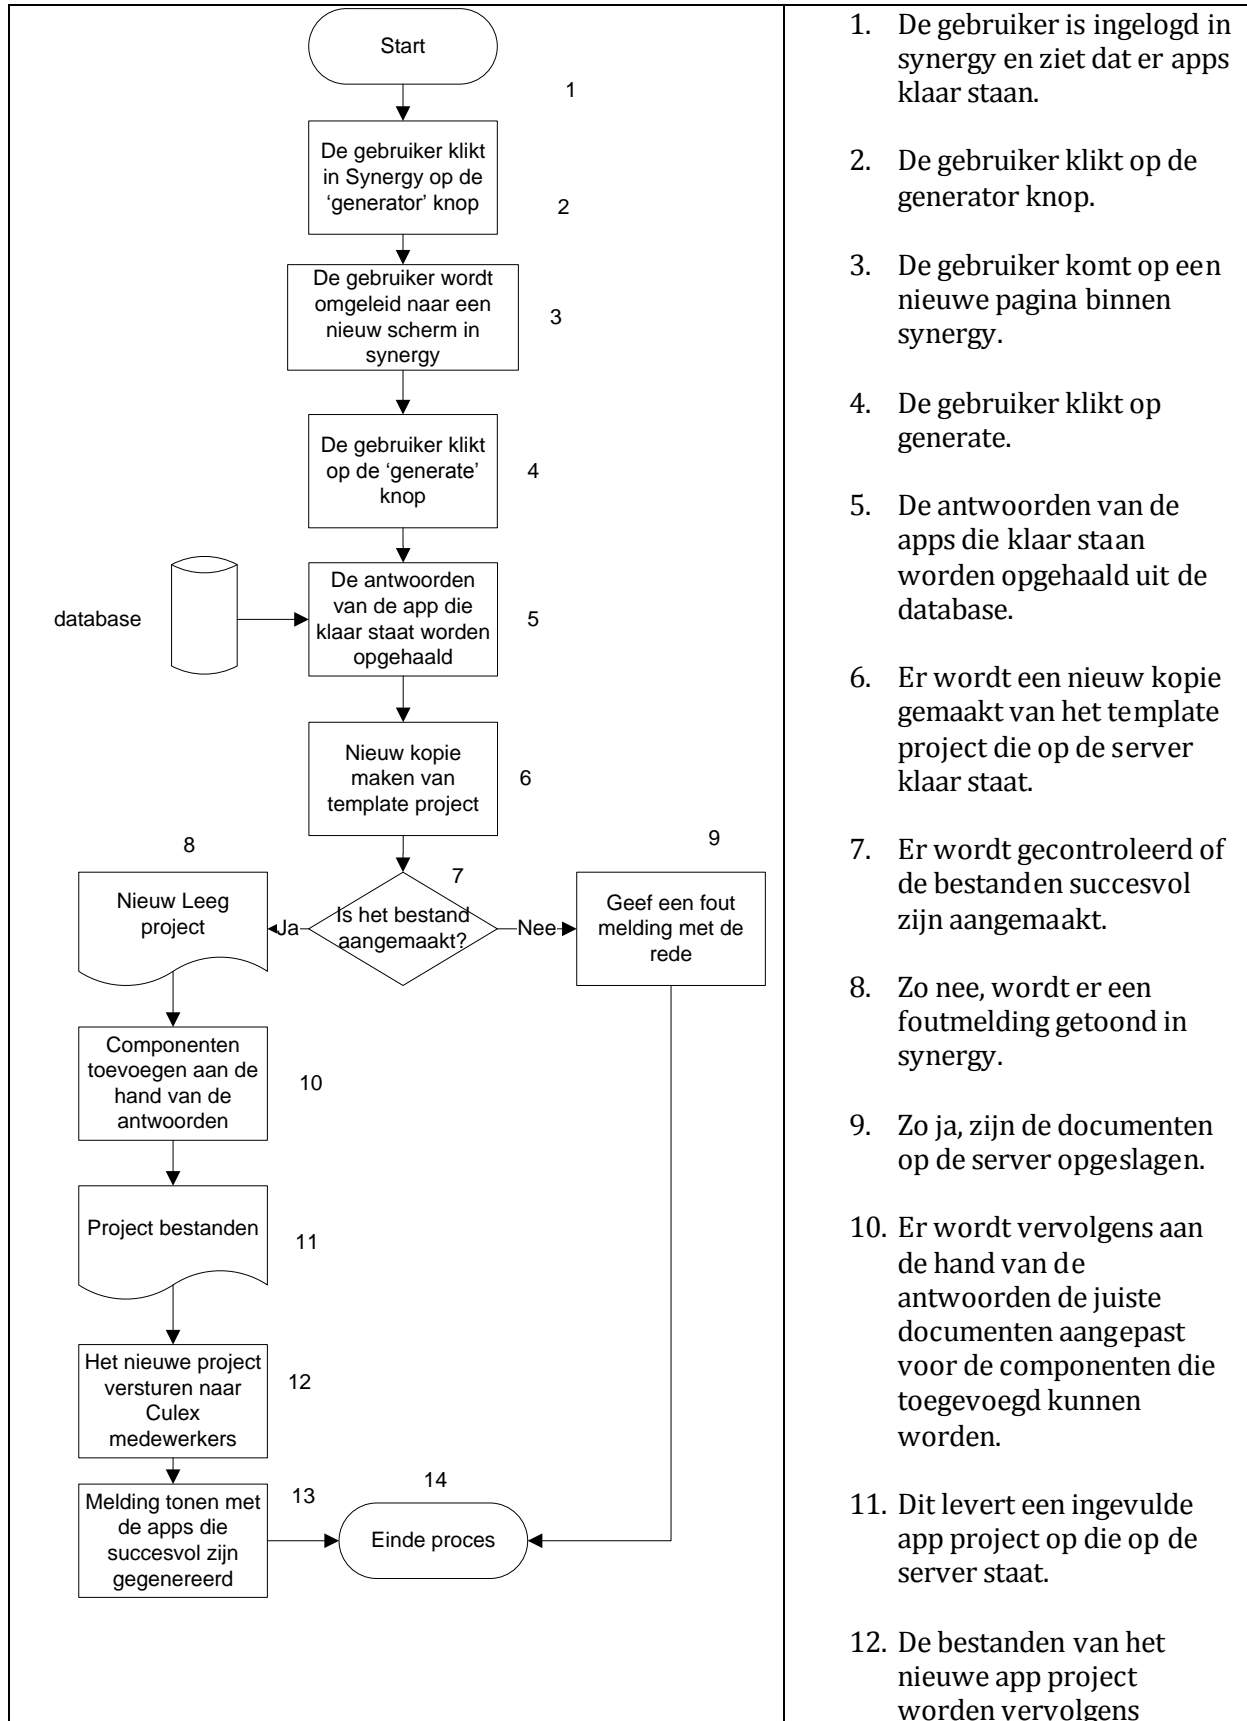 Start
1
De gebruiker klikt
in Synergy op de
‘generator’ knop
2
De gebruiker wordt
omgeleid naar een
nieuw scherm in
synergy
3
De gebruiker klikt
op de ‘generate’
knop
4
database
De antwoorden
van de app die
klaar staat worden
opgehaald
5
Nieuw kopie
maken van
template project
6
7
Is het bestand
aangemaakt?
Ja
Nee
8
Nieuw Leeg
project
9
Geef een fout
melding met de
rede
Componenten
toevoegen aan de
hand van de
antwoorden
10
Project bestanden
11
Het nieuwe project
versturen naar
Culex
medewerkers
12
Melding tonen met
de apps die
succesvol zijn
gegenereerd
13
14
Einde proces
1. De gebruiker is ingelogd in
synergy en ziet dat er apps
klaar staan.
2. De gebruiker klikt op de
generator knop.
3. De gebruiker komt op een
nieuwe pagina binnen
synergy.
4. De gebruiker klikt op
generate.
5. De antwoorden van de
apps die klaar staan
worden opgehaald uit de
database.
6. Er wordt een nieuw kopie
gemaakt van het template
project die op de server
klaar staat.
7. Er wordt gecontroleerd of
de bestanden succesvol
zijn aangemaakt.
8. Zo nee, wordt er een
foutmelding getoond in
synergy.
9. Zo ja, zijn de documenten
op de server opgeslagen.
10. Er wordt vervolgens aan
de hand van de
antwoorden de juiste
documenten aangepast
voor de componenten die
toegevoegd kunnen
worden.
11. Dit levert een ingevulde
app project op die op de
server staat.
12. De bestanden van het
nieuwe app project
worden vervolgens